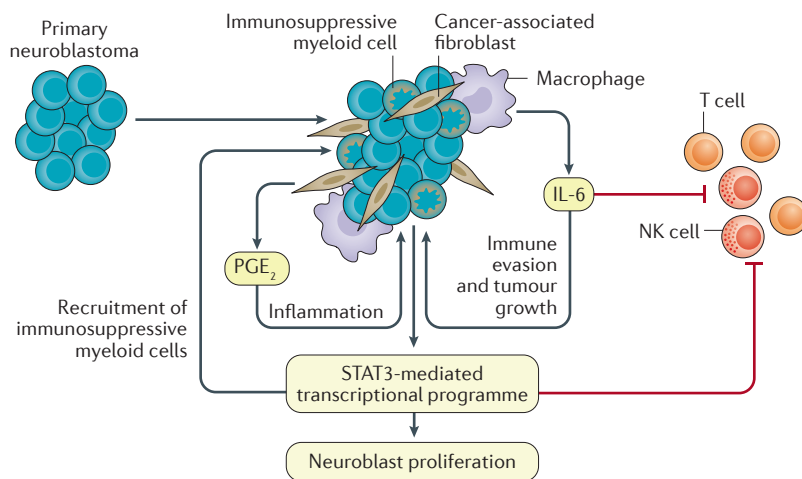 Primary
neuroblastoma
Immunosuppressive
myeloid cell
Cancer-associated
fibroblast
Macrophage
T cell
IL-6
NK cell
PGE₂
Immune
evasion
and tumour
growth
Inflammation
Recruitment of
immunosuppressive
myeloid cells
STAT3-mediated
transcriptional programme
Neuroblast proliferation